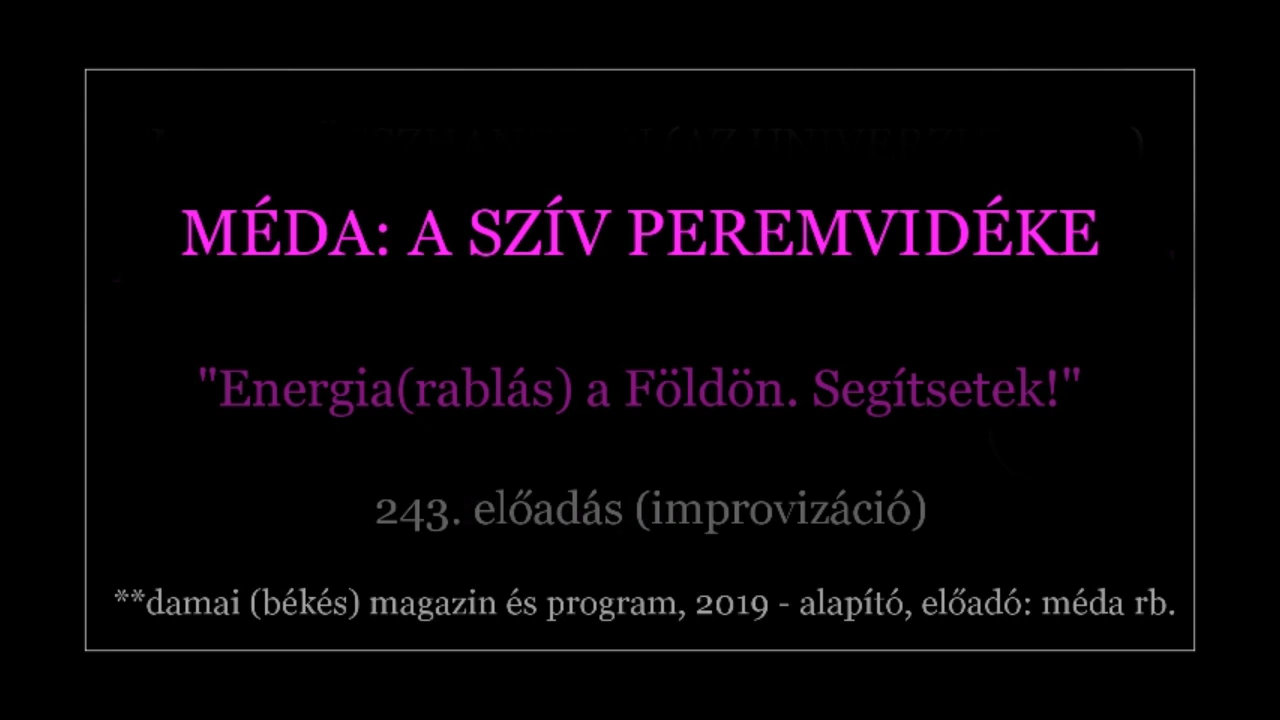 MÉDA: A SZÍV PEREMVIDÉKE
"Energia(rablás) a Földön. Segítsetek!"
243. előadás (improvizáció)
**damai (békés) magazin és program, 2019 - alapító, előadó: méda rb.